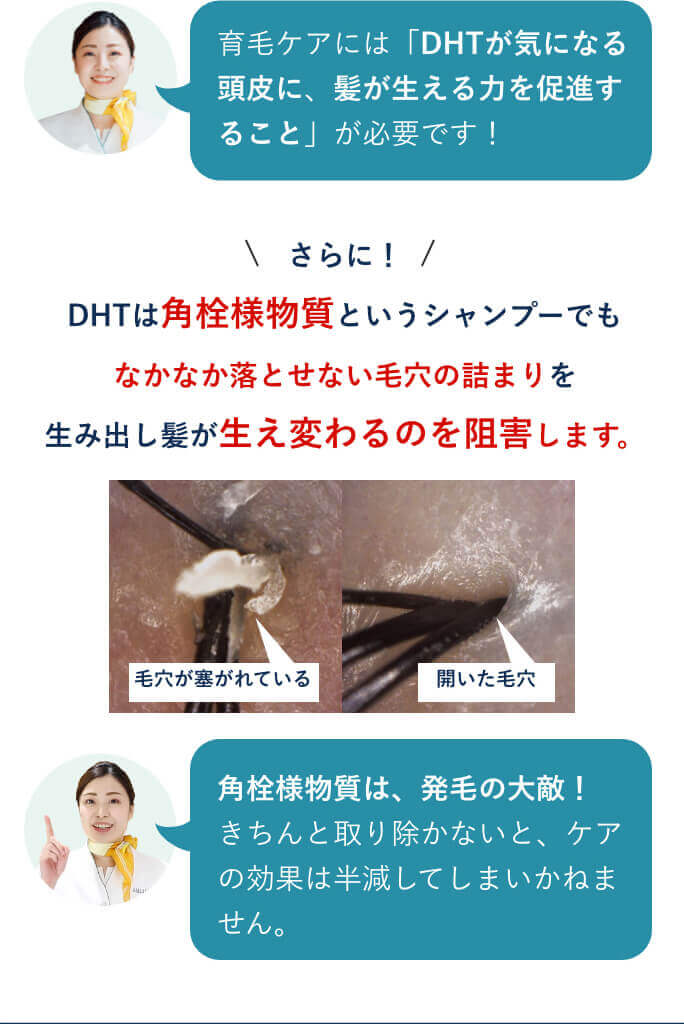 育毛ケアには「DHTが気になる
頭皮に、髪が生える力を促進す
ること」が必要です！
\ さらに！ /
DHTは角栓様物質というシャンプーでも
なかなか落とせない毛穴の詰まりを
生み出し髪が生え変わるのを阻害します。
毛穴が塞がれている
開いた毛穴
角栓様物質は、発毛の大敵！
きちんと取り除かないと、ケア
の効果は半減してしまいかねま
せん。